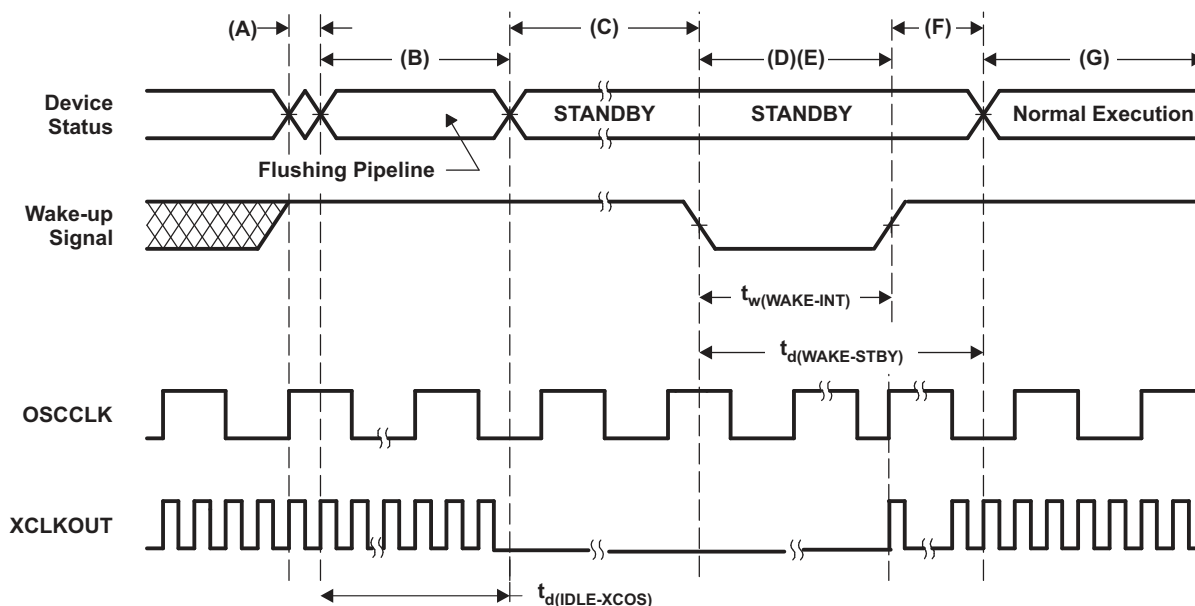 (A)
(C)
(F)
(B)
(D)(E)
(G)
Device
Status
STANDBY
STANDBY
Normal Execution
Flushing Pipeline
Wake-up
Signal
tw(WAKE-INT)
td(WAKE-STBY)
OSCCLK
XCLKOUT
td(IDLE-XCOS)